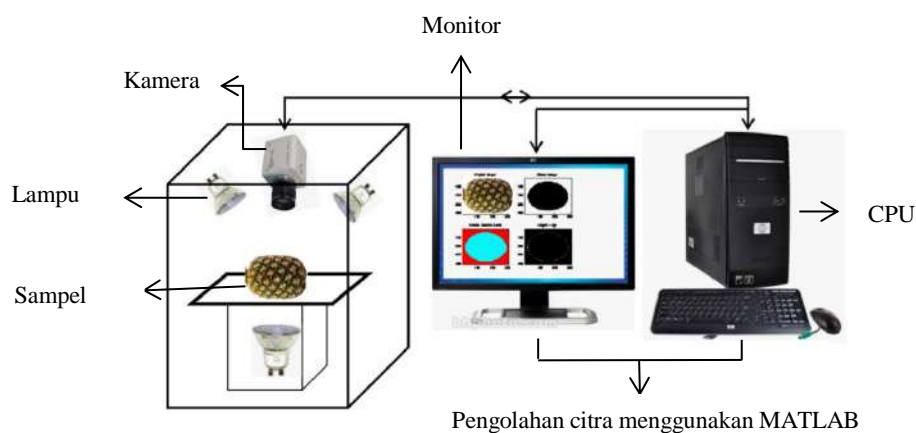 Monitor
Kamera
Lampu
CPU
Sampel
Pengolahan citra menggunakan MATLAB